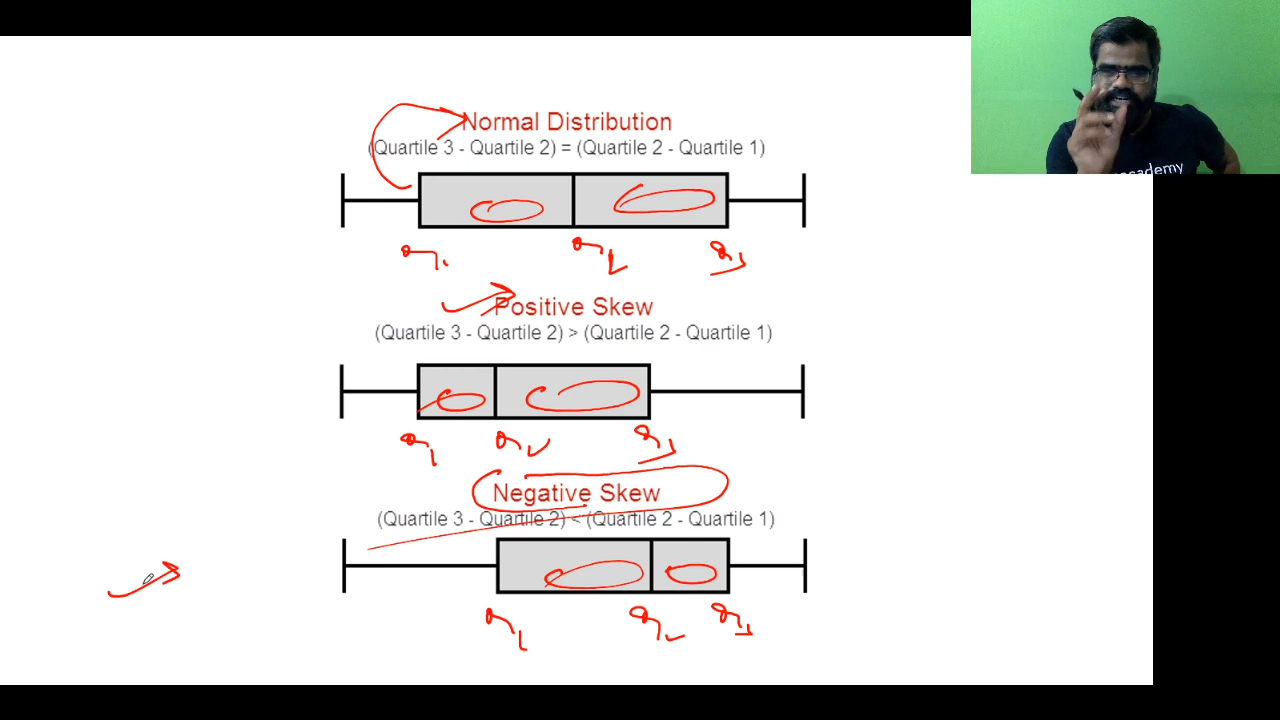 Normal Distribution
(Quartile 3 - Quartile 2) = (Quartile 2 - Quartile 1)
Positive Skew
(Quartile 3 - Quartile 2) > (Quartile 2 - Quartile 1)
Negative Skew
(Quartile 3 - Quartile 2) < (Quartile 2 - Quartile 1)